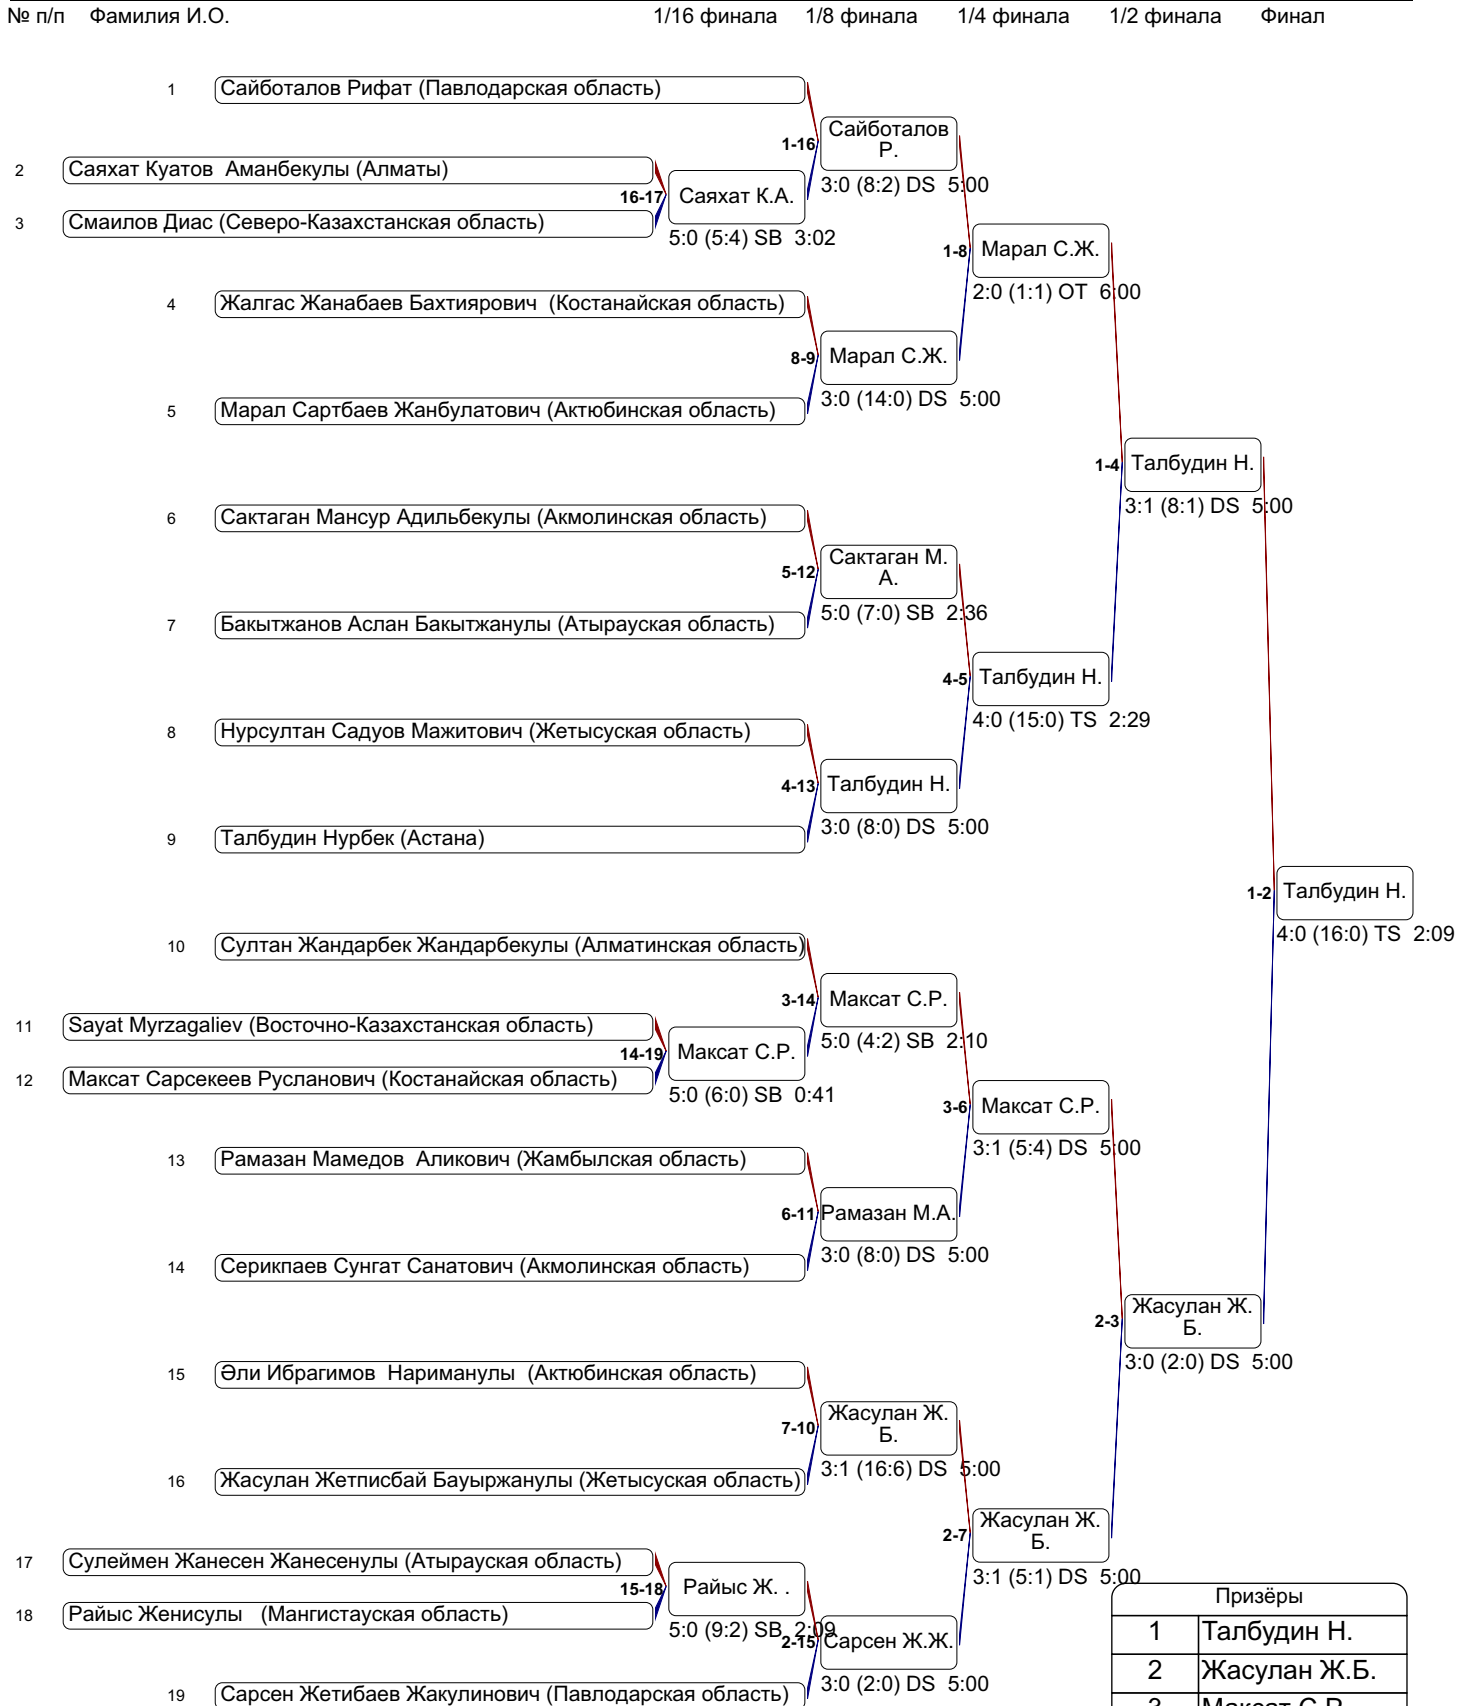 № п/п Фамилия И.О. 1/16 финала 1/8 финала 1/4 финала 1/2 финала Финал
1 Сайботалов Рифат (Павлодарская область)
Сайботалов
1-16
Р.
2 Саяхат Куатов Аманбекулы (Алматы)
3:0 (8:2) DS 5:00
16-17 Саяхат К.А.
3 Смаилов Диас (Северо-Казахстанская область)
5:0 (5:4) SB 3:02
1-8 Марал С.Ж.
2:0 (1:1) OT 6:00
4 Жалгас Жанабаев Бахтиярович (Костанайская область)
8-9 Марал С.Ж.
3:0 (14:0) DS 5:00
5 Марал Сартбаев Жанбулатович (Актюбинская область)
1-4 Талбудин Н.
3:1 (8:1) DS 5:00
6 Сактаган Мансур Адильбекулы (Акмолинская область)
Сактаган М.
5-12
А.
5:0 (7:0) SB 2:36
7 Бакытжанов Аслан Бакытжанулы (Атырауская область)
4-5 Талбудин Н.
4:0 (15:0) TS 2:29
8 Нурсултан Садуов Мажитович (Жетысуская область)
4-13 Талбудин Н.
3:0 (8:0) DS 5:00
9 Талбудин Нурбек (Астана)
1-2 Талбудин Н.
4:0 (16:0) TS 2:09
10 Султан Жандарбек Жандарбекулы (Алматинская область)
3-14 Максат С.Р.
11 Sayat Myrzagaliev (Восточно-Казахстанская область)
5:0 (4:2) SB 2:10
14-19 Максат С.Р.
12 Максат Сарсекеев Русланович (Костанайская область)
5:0 (6:0) SB 0:41
3-6 Максат С.Р.
3:1 (5:4) DS 5:00
13 Рамазан Мамедов Аликович (Жамбылская область)
6-11 Рамазан М.А.
3:0 (8:0) DS 5:00
14 Серикпаев Сунгат Санатович (Акмолинская область)
Жасулан Ж.
2-3
Б.
3:0 (2:0) DS 5:00
15 Әли Ибрагимов Нариманулы (Актюбинская область)
Жасулан Ж.
7-10
Б.
3:1 (16:6) DS 5:00
16 Жасулан Жетписбай Бауыржанулы (Жетысуская область)
Жасулан Ж.
2-7
Б.
3:1 (5:1) DS 5:00
17 Сулеймен Жанесен Жанесенулы (Атырауская область)
15-18 Райыс Ж. .
18 Райыс Женисулы (Мангистауская область)
5:0 (9:2) SB 2:09
2-15 Сарсен Ж.Ж.
3:0 (2:0) DS 5:00
19 Сарсен Жетибаев Жакулинович (Павлодарская область)
Призёры
1 Талбудин Н.
2 Жасулан Ж.Б.
3 Максат С.Р.